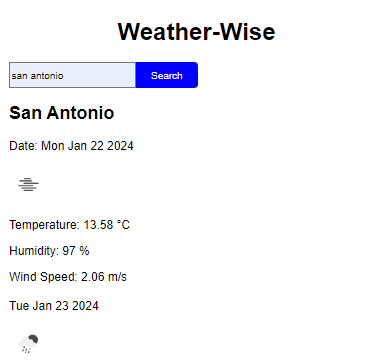 Weather-Wise
san antonio
Search
San Antonio
Date: Mon Jan 22 2024
Temperature: 13.58 °C
Humidity: 97 %
Wind Speed: 2.06 m/s
Tue Jan 23 2024